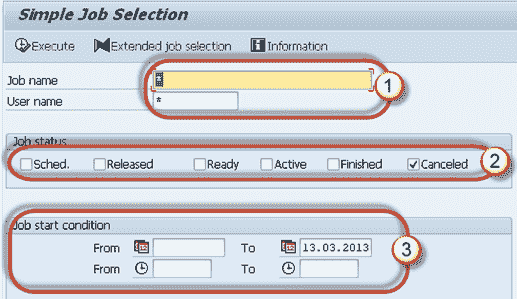 Simple Job Selection
Execute Extended job selection Information
Job name *
User name *
1
Job status
Sched. Released Ready Active Finished Canceled
2
Job start condition
From To 13.03.2013
From To
3